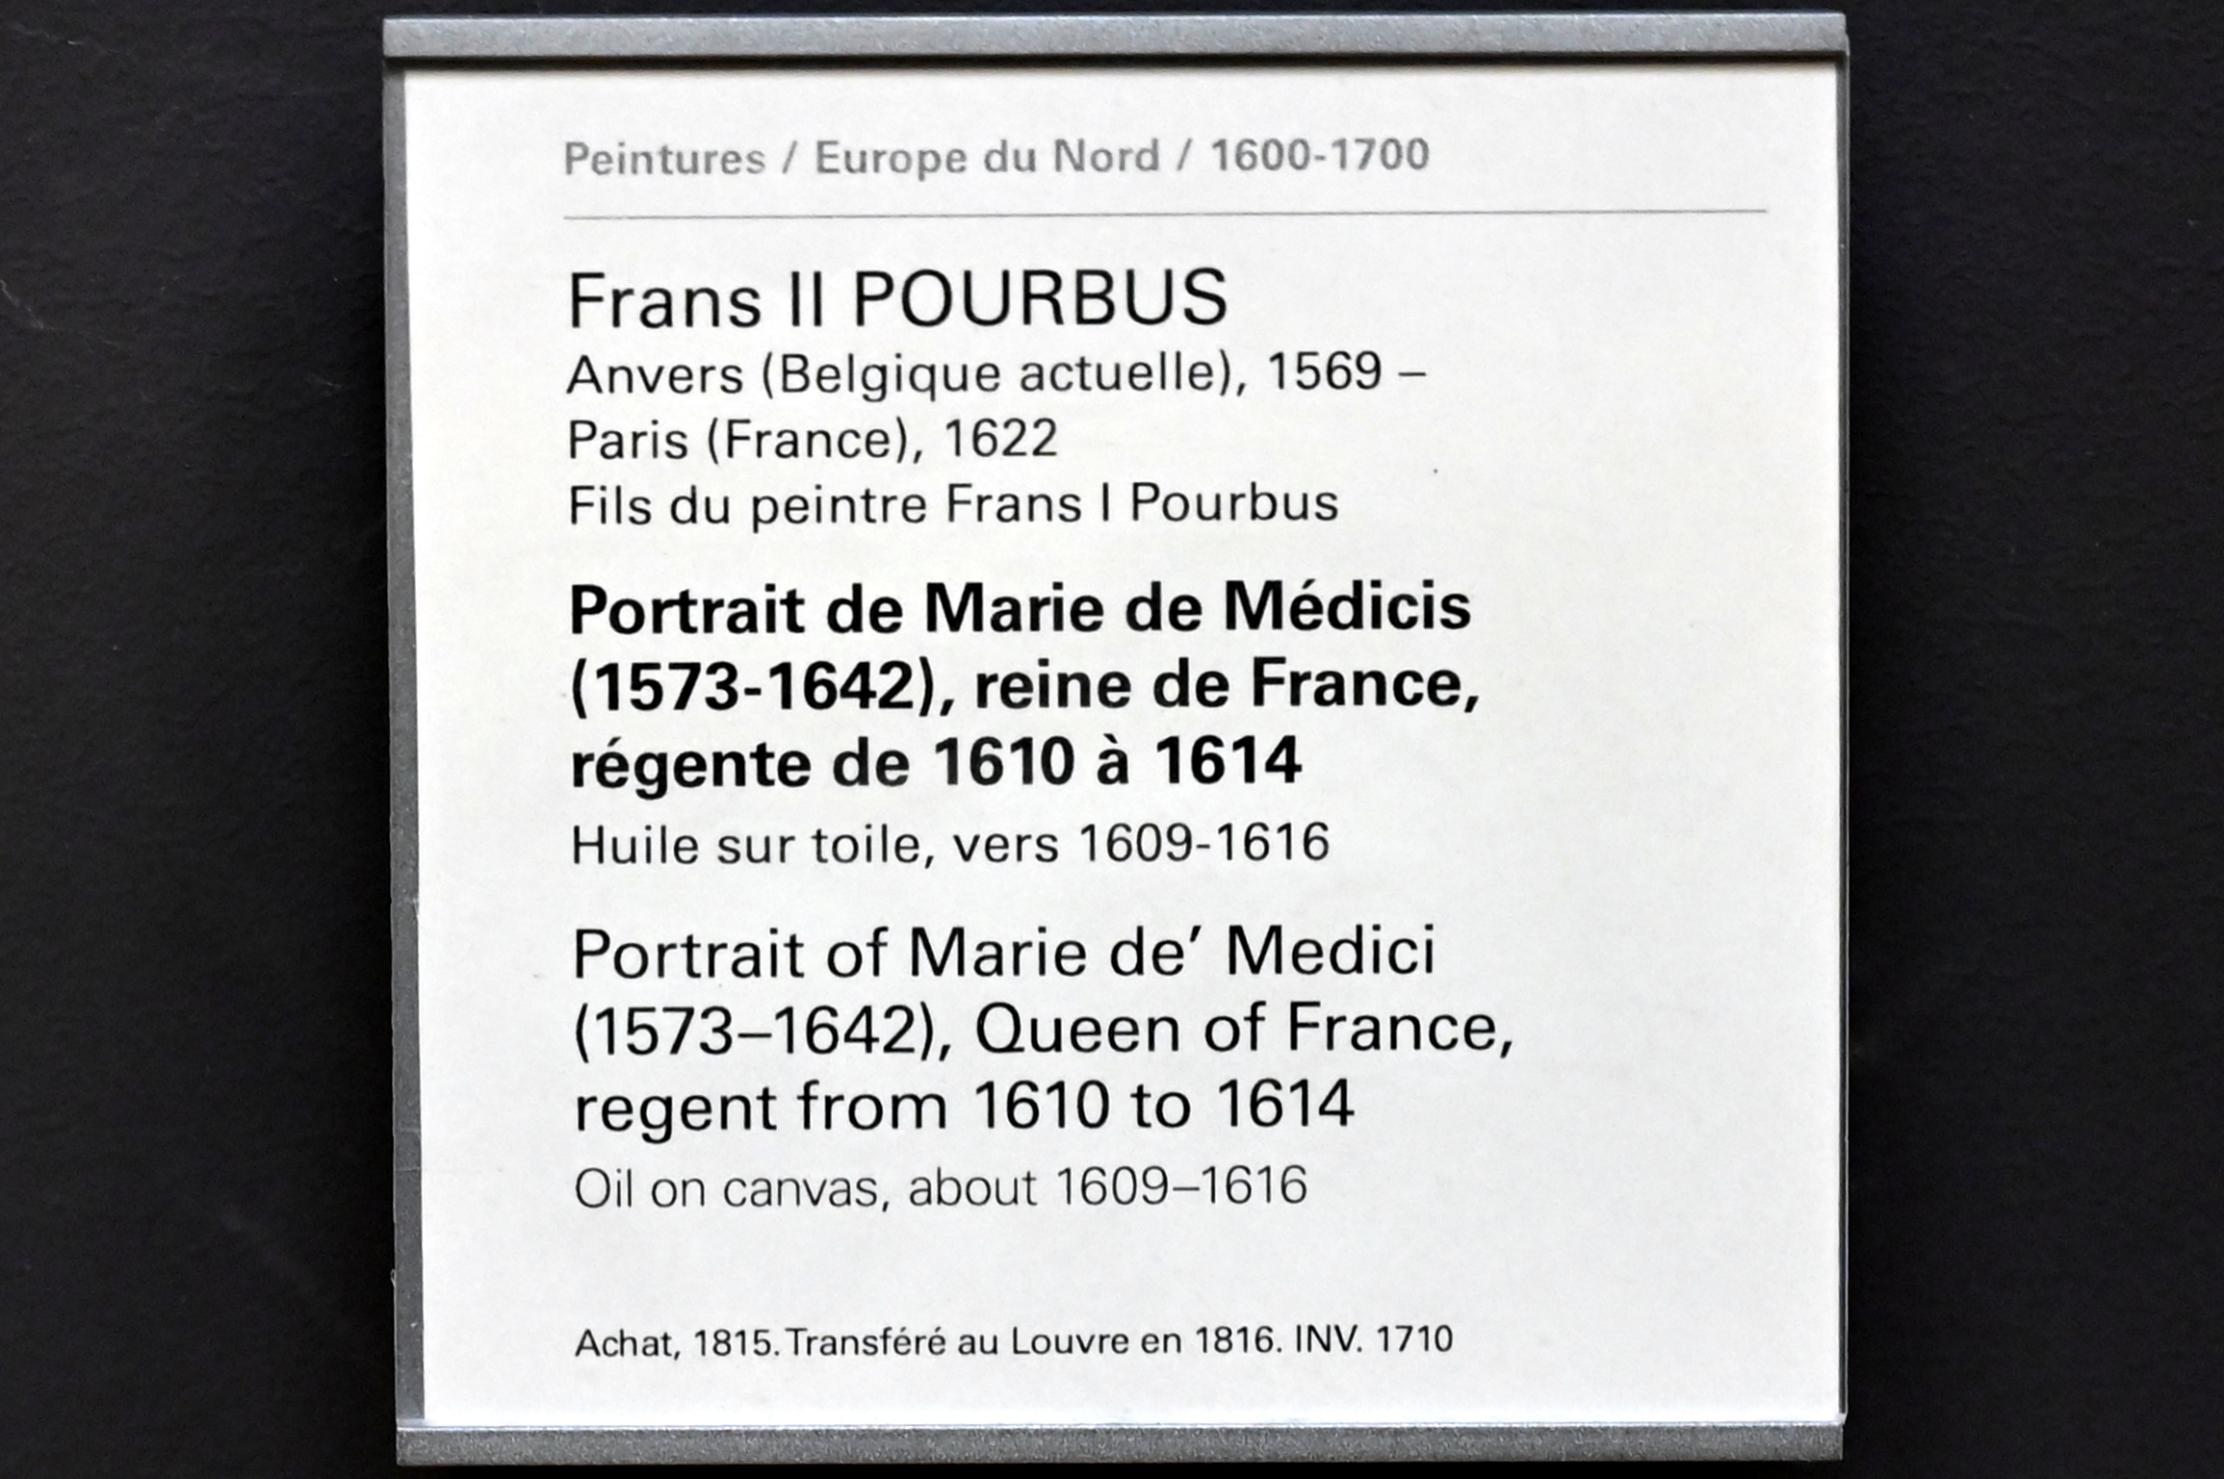 Peintures / Europe du Nord / 1600-1700
Frans II POURBUS
Anvers (Belgique actuelle), 1569 –
Paris (France), 1622
Fils du peintre Frans I Pourbus
Portrait de Marie de Médicis
(1573-1642), reine de France,
régente de 1610 à 1614
Huile sur toile, vers 1609-1616
Portrait of Marie de’ Medici
(1573–1642), Queen of France,
regent from 1610 to 1614
Oil on canvas, about 1609–1616
Achat, 1815. Transféré au Louvre en 1816. INV. 1710